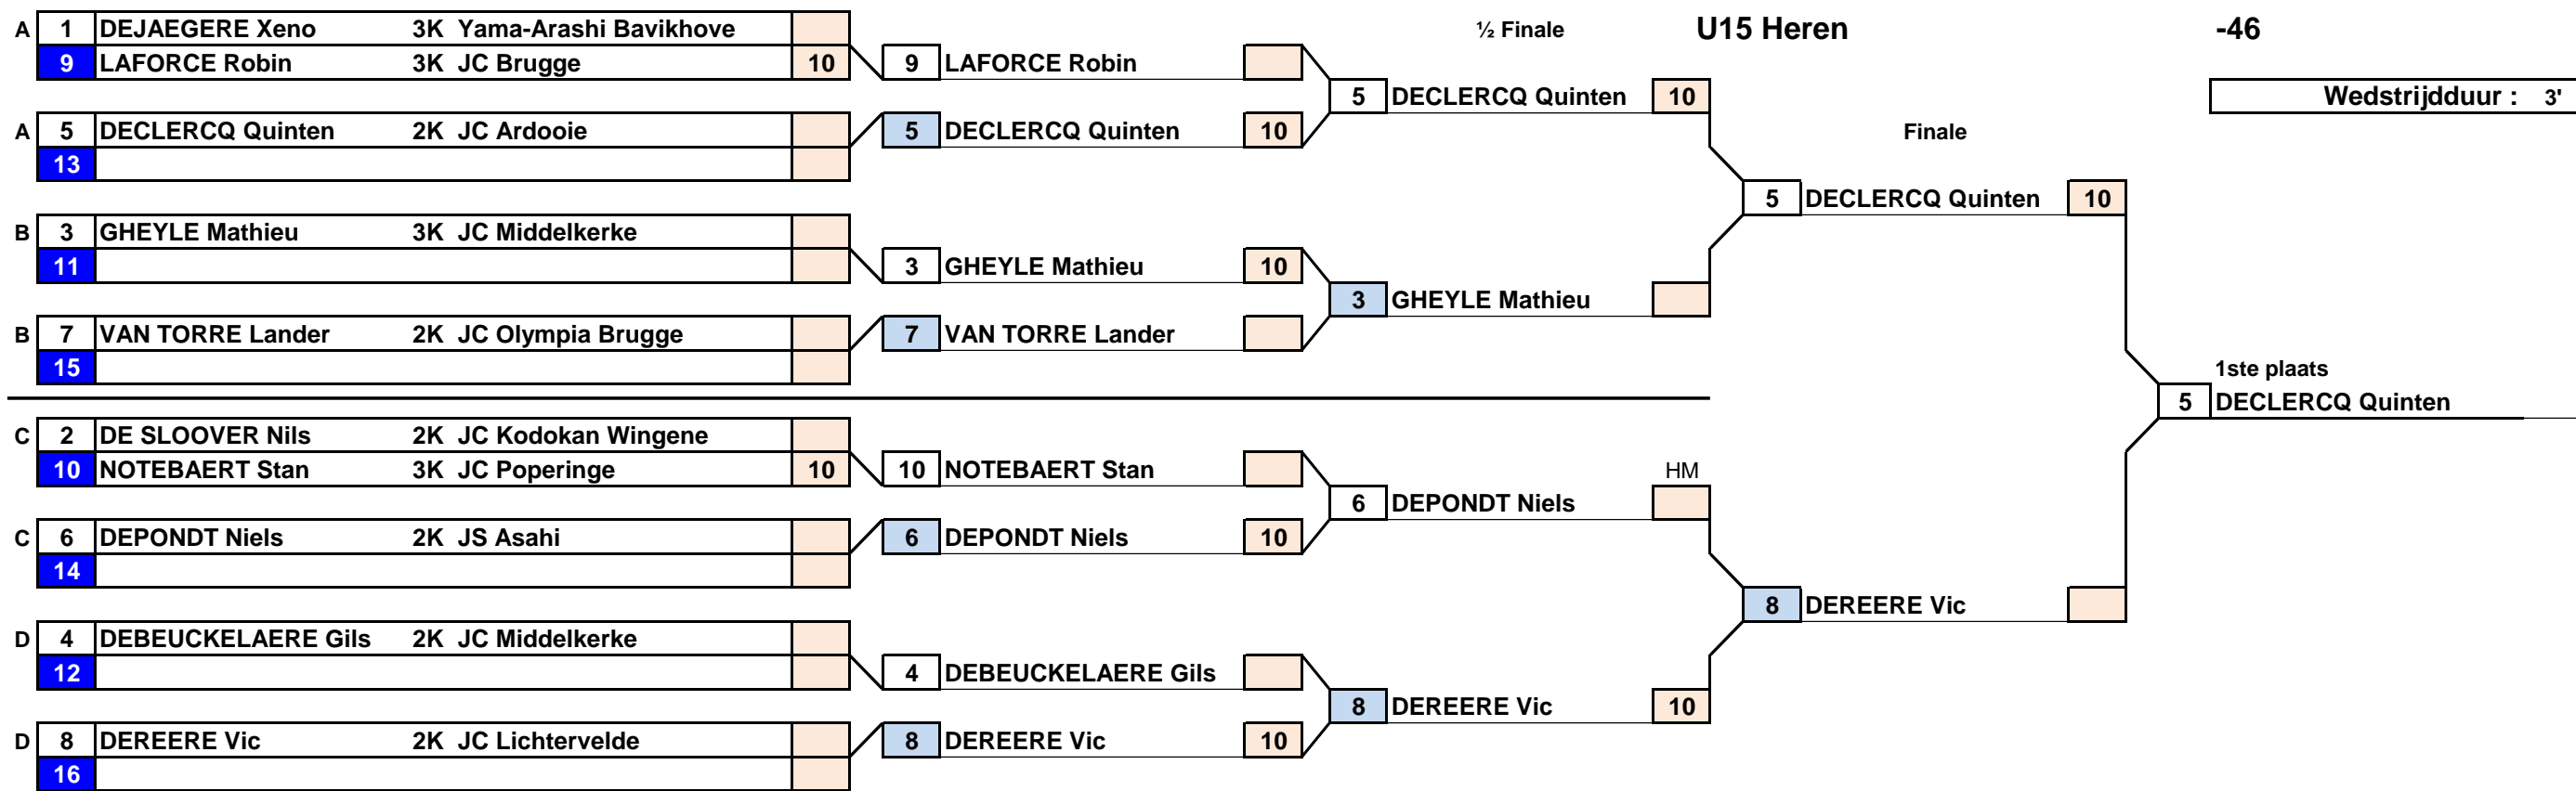 A 1 DEJAEGERE Xeno 3K Yama-Arashi Bavikhove ½ Finale U15 Heren -46
9 LAFORCE Robin 3K JC Brugge 10 9 LAFORCE Robin
5 DECLERCQ Quinten 10 Wedstrijdduur : 3'
A 5 DECLERCQ Quinten 2K JC Ardooie 5 DECLERCQ Quinten 10 Finale
13
5 DECLERCQ Quinten 10
B 3 GHEYLE Mathieu 3K JC Middelkerke
11 3 GHEYLE Mathieu 10
3 GHEYLE Mathieu
B 7 VAN TORRE Lander 2K JC Olympia Brugge 7 VAN TORRE Lander
15 1ste plaats
5 DECLERCQ Quinten
C 2 DE SLOOVER Nils 2K JC Kodokan Wingene
10 NOTEBAERT Stan 3K JC Poperinge 10 10 NOTEBAERT Stan HM
6 DEPONDT Niels
C 6 DEPONDT Niels 2K JS Asahi 6 DEPONDT Niels 10
14
8 DEREERE Vic
D 4 DEBEUCKELAERE Gils 2K JC Middelkerke
12 4 DEBEUCKELAERE Gils
8 DEREERE Vic 10
D 8 DEREERE Vic 2K JC Lichtervelde 8 DEREERE Vic 10
16